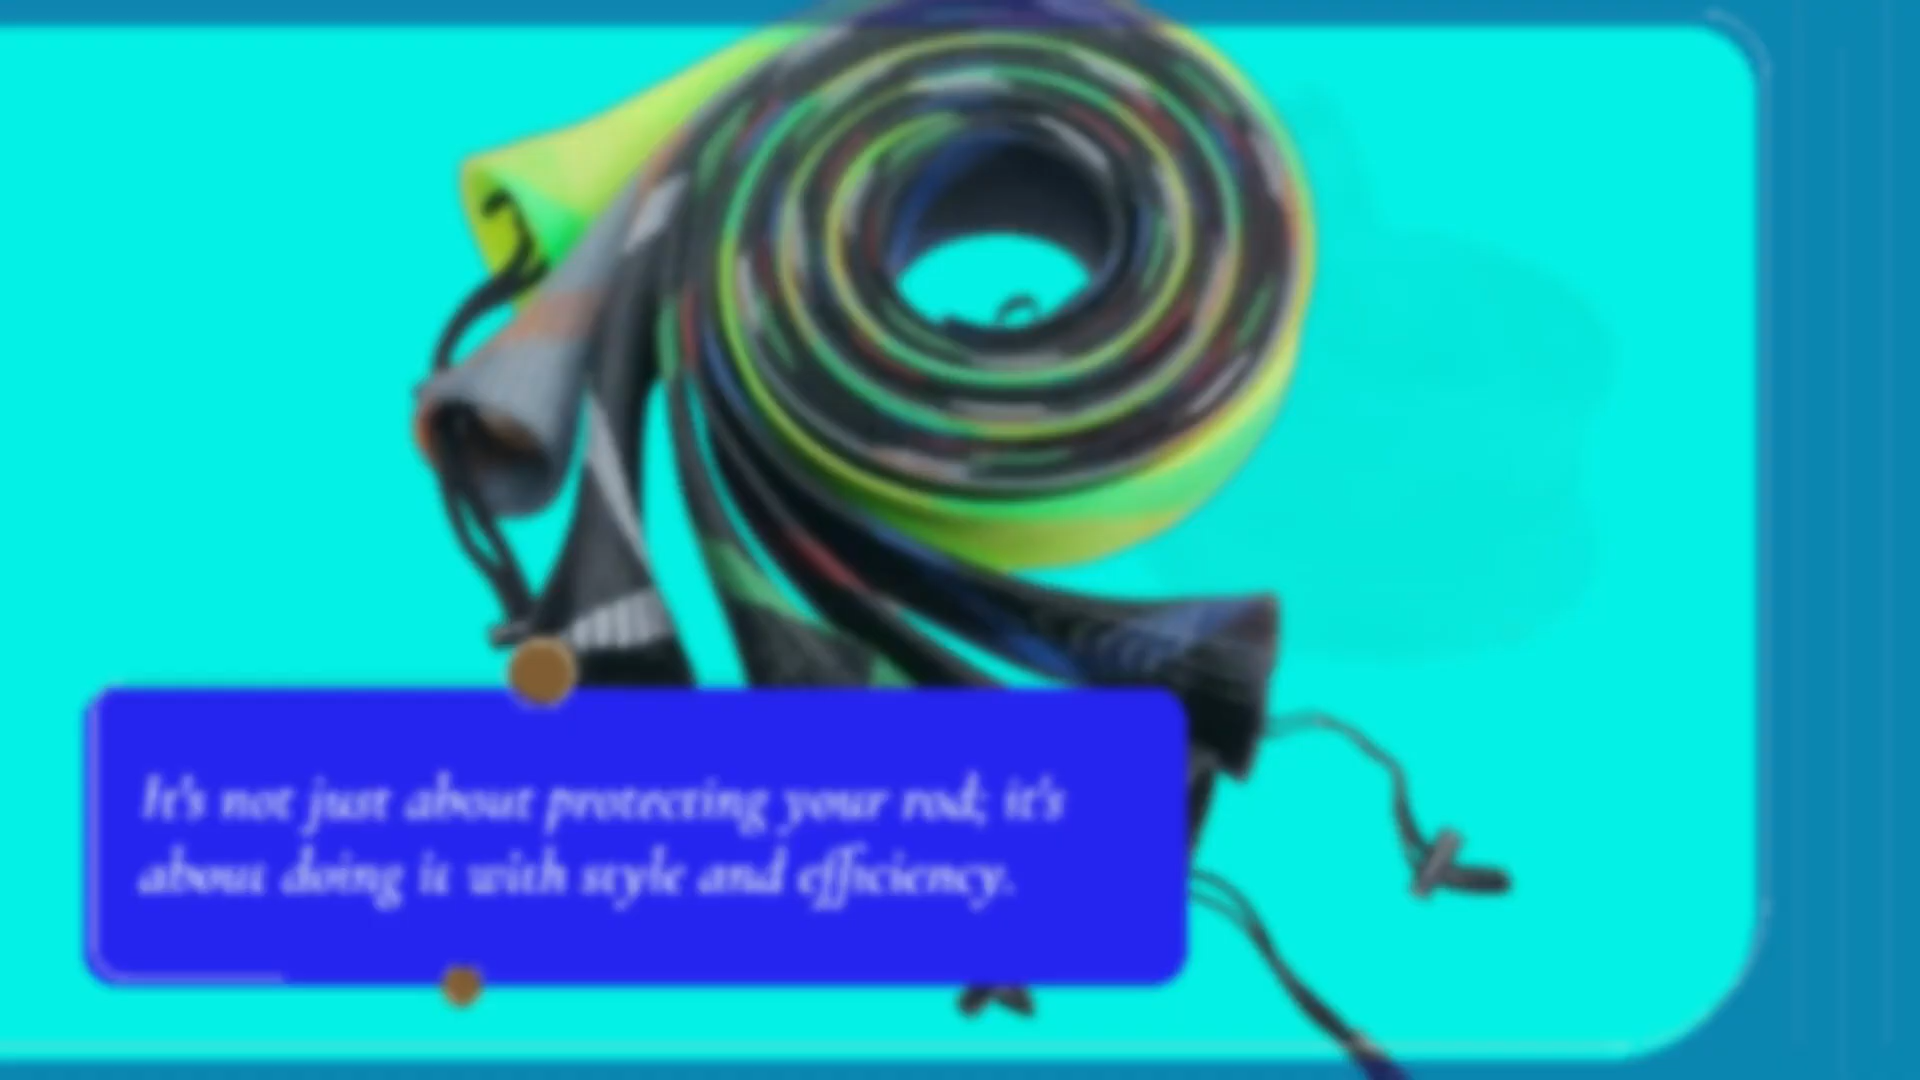 It's not just about protecting your rod; it's
about doing it with style and efficiency.